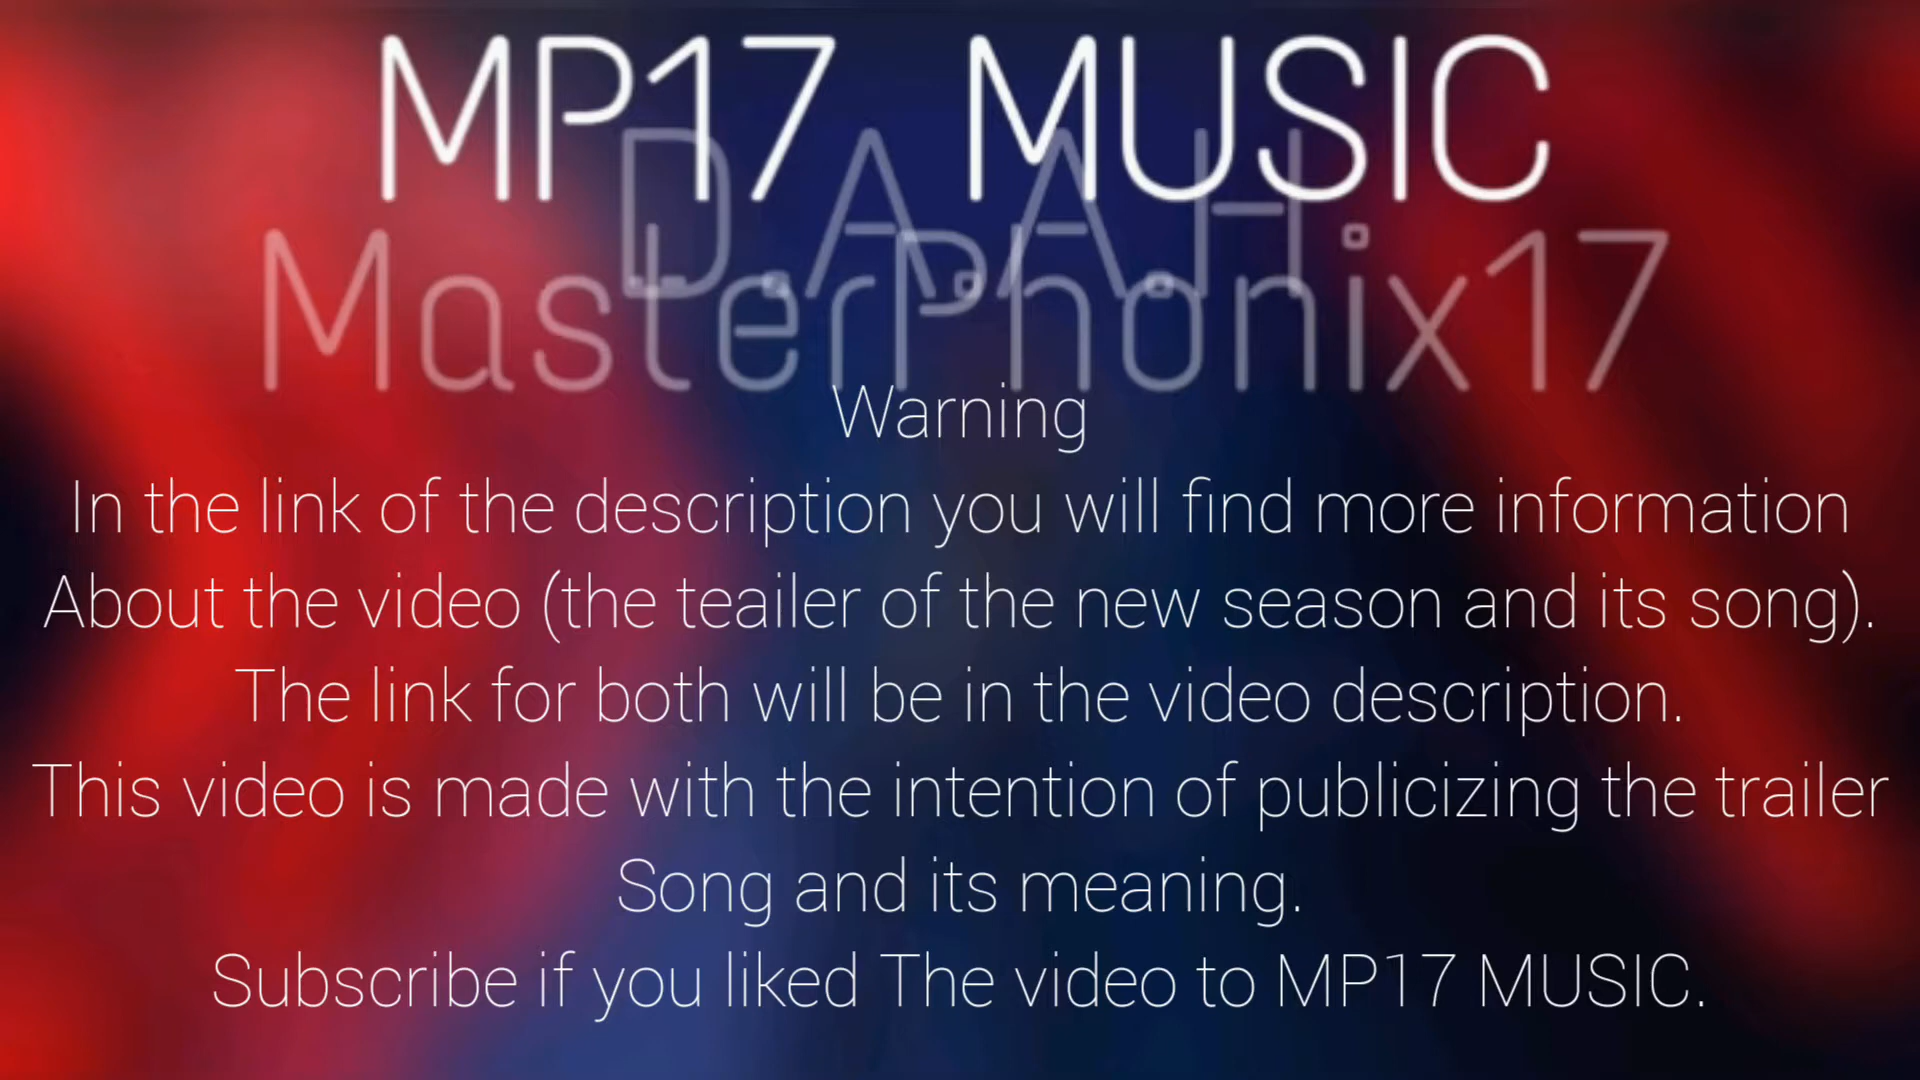 MP17 MUSIC
D.A.A.H
MasterPhonix17
Warning
In the link of the description you will find more information
About the video (the teailer of the new season and its song).
The link for both will be in the video description.
This video is made with the intention of publicizing the trailer
Song and its meaning.
Subscribe if you liked The video to MP17 MUSIC.